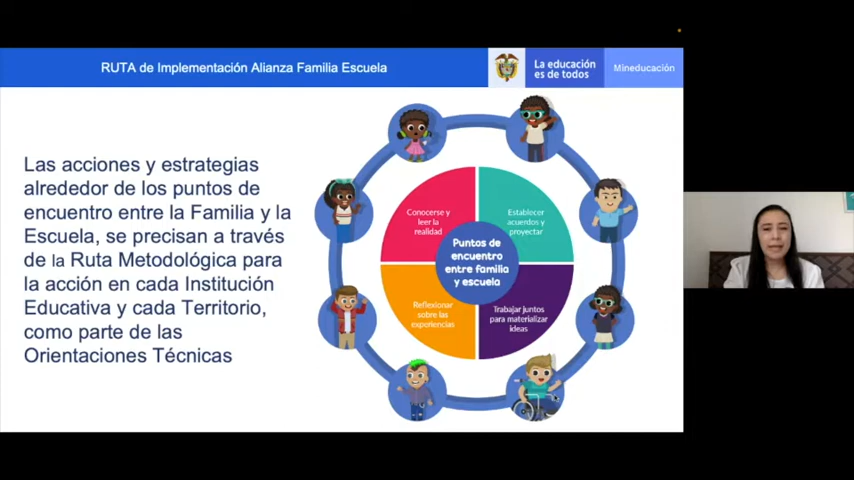 RUTA de Implementación Alianza Familia Escuela
La educación
es de todos
Mineducación
Las acciones y estrategias
alrededor de los puntos de
encuentro entre la Familia y la
Escuela, se precisan a través
de la Ruta Metodológica para
la acción en cada Institución
Educativa y cada Territorio,
como parte de las
Orientaciones Técnicas
Conocerse y
leer la
realidad
Establecer
acuerdos y
proyectar
Puntos de
encuentro
entre familia
y escuela
Reflexionar
sobre las
experiencias
Trabajar juntos
para materializar
ideas